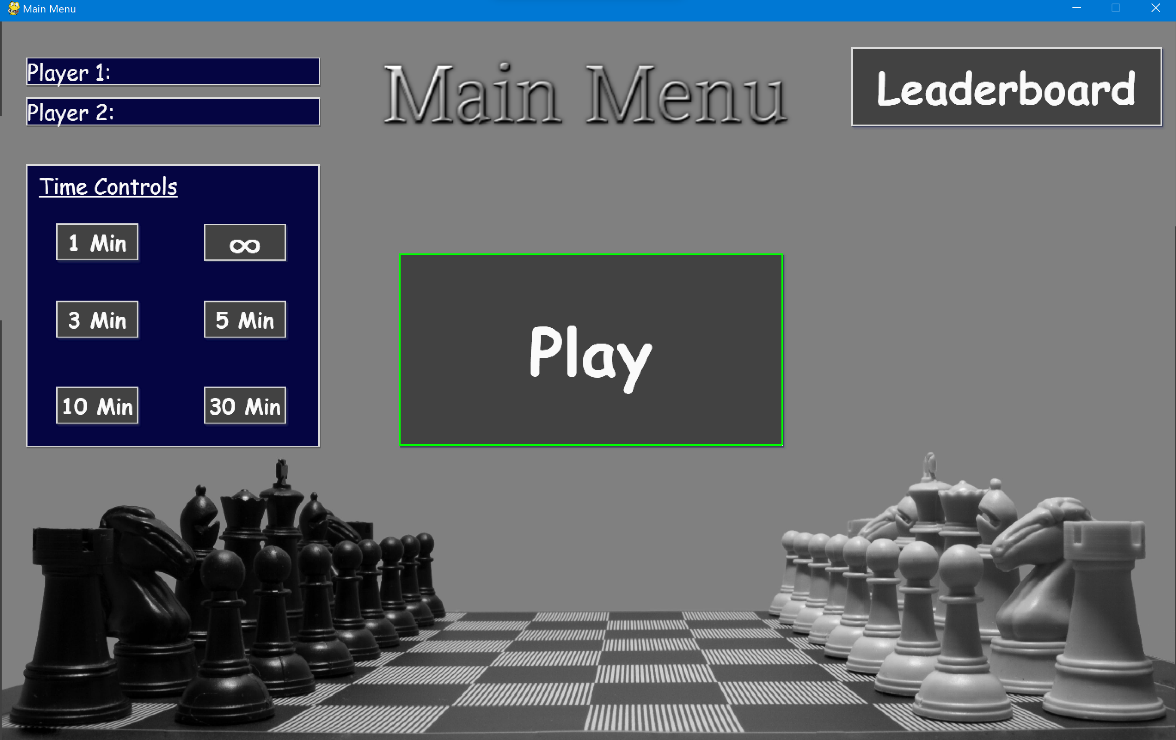 Main Menu
Player 1:
Player 2:
Main Menu
Leaderboard
Time Controls
1 Min
∞
3 Min
5 Min
10 Min
30 Min
Play